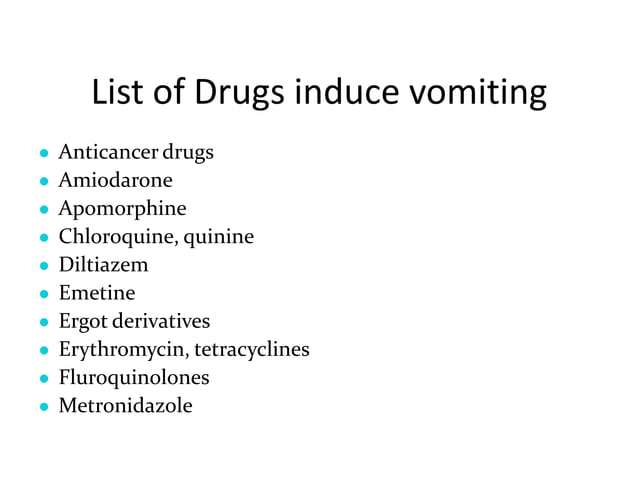 List of Drugs induce vomiting
● Anticancer drugs
● Amiodarone
● Apomorphine
● Chloroquine, quinine
● Diltiazem
● Emetine
● Ergot derivatives
● Erythromycin, tetracyclines
● Fluroquinolones
● Metronidazole